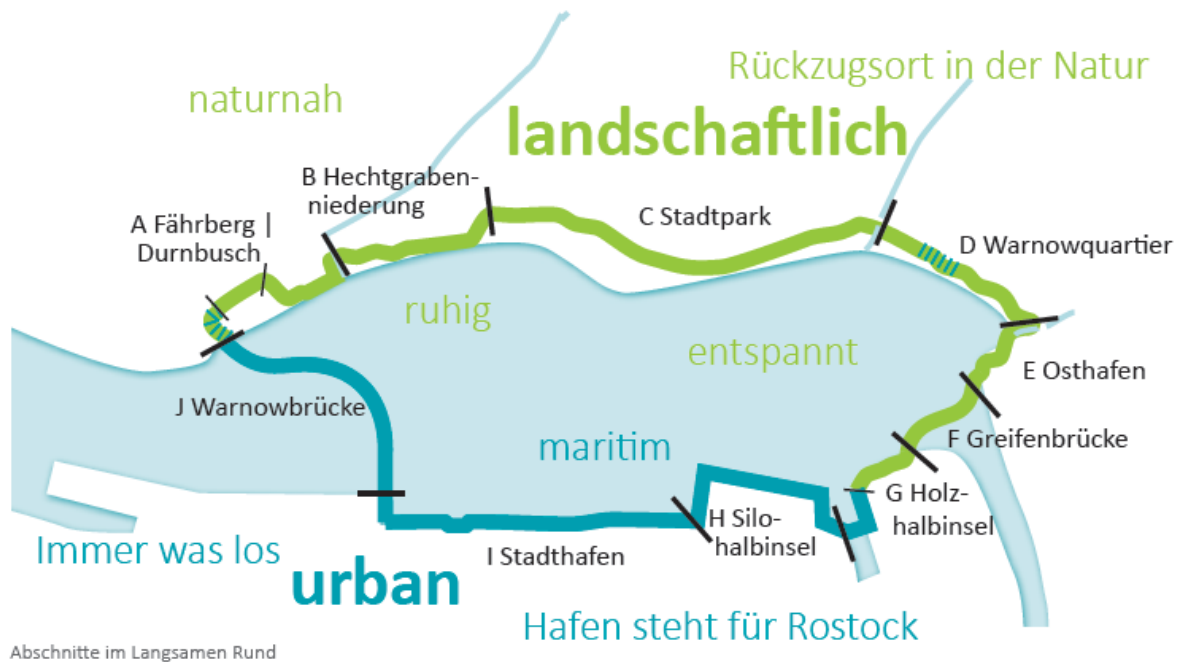 Rückzugsort in der Natur
naturnah
landschaftlich
B Hechtgraben-
niederung
A Fährberg |
Durnbusch
C Stadtpark
D Warnowquartier
ruhig
entspannt
E Osthafen
J Warnowbrücke
maritim
F Greifenbrücke
G Holz-
halbinsel
H Silo-
halbinsel
Immer was los
I Stadthafen
urban
Hafen steht für Rostock
Abschnitte im Langsamen Rund